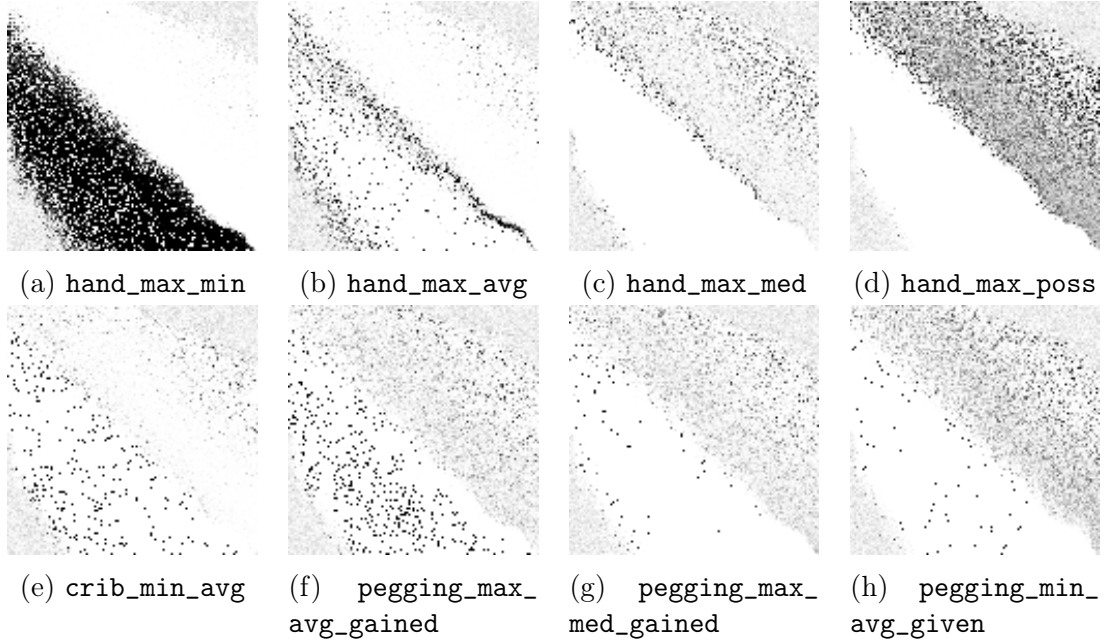 (a) hand_max_min (b) hand_max_avg (c) hand_max_med (d) hand_max_poss
(e) crib_min_avg (f) pegging_max_ (g) pegging_max_ (h) pegging_min_
avg_gained med_gained avg_given